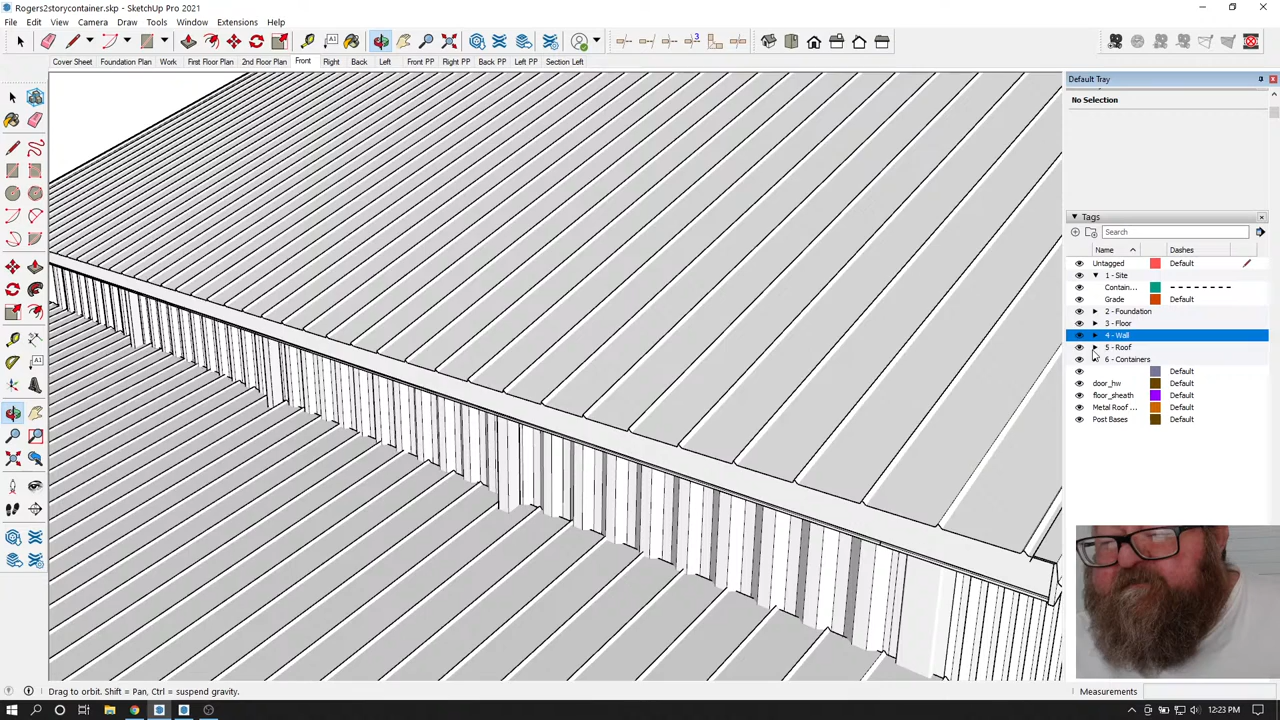 Rogers2storycontainer.skp - SketchUp Pro 2021
File Edit View Camera Draw Tools Window Extensions Help
Cover Sheet Foundation Plan Work First Floor Plan 2nd Floor Plan Front Right Back Left Front PP Right PP Back PP Left PP Section Left
Default Tray
No Selection
Tags
Search
Name Dashes
Untagged Default
1 - Site
Contain...
Grade Default
2 - Foundation
3 - Floor
4 - Wall
5 - Roof
6 - Containers
Default
door_hw Default
floor_sheath Default
Metal Roof ... Default
Post Bases Default
Drag to orbit. Shift = Pan, Ctrl = suspend gravity.
Measurements
12:23 PM